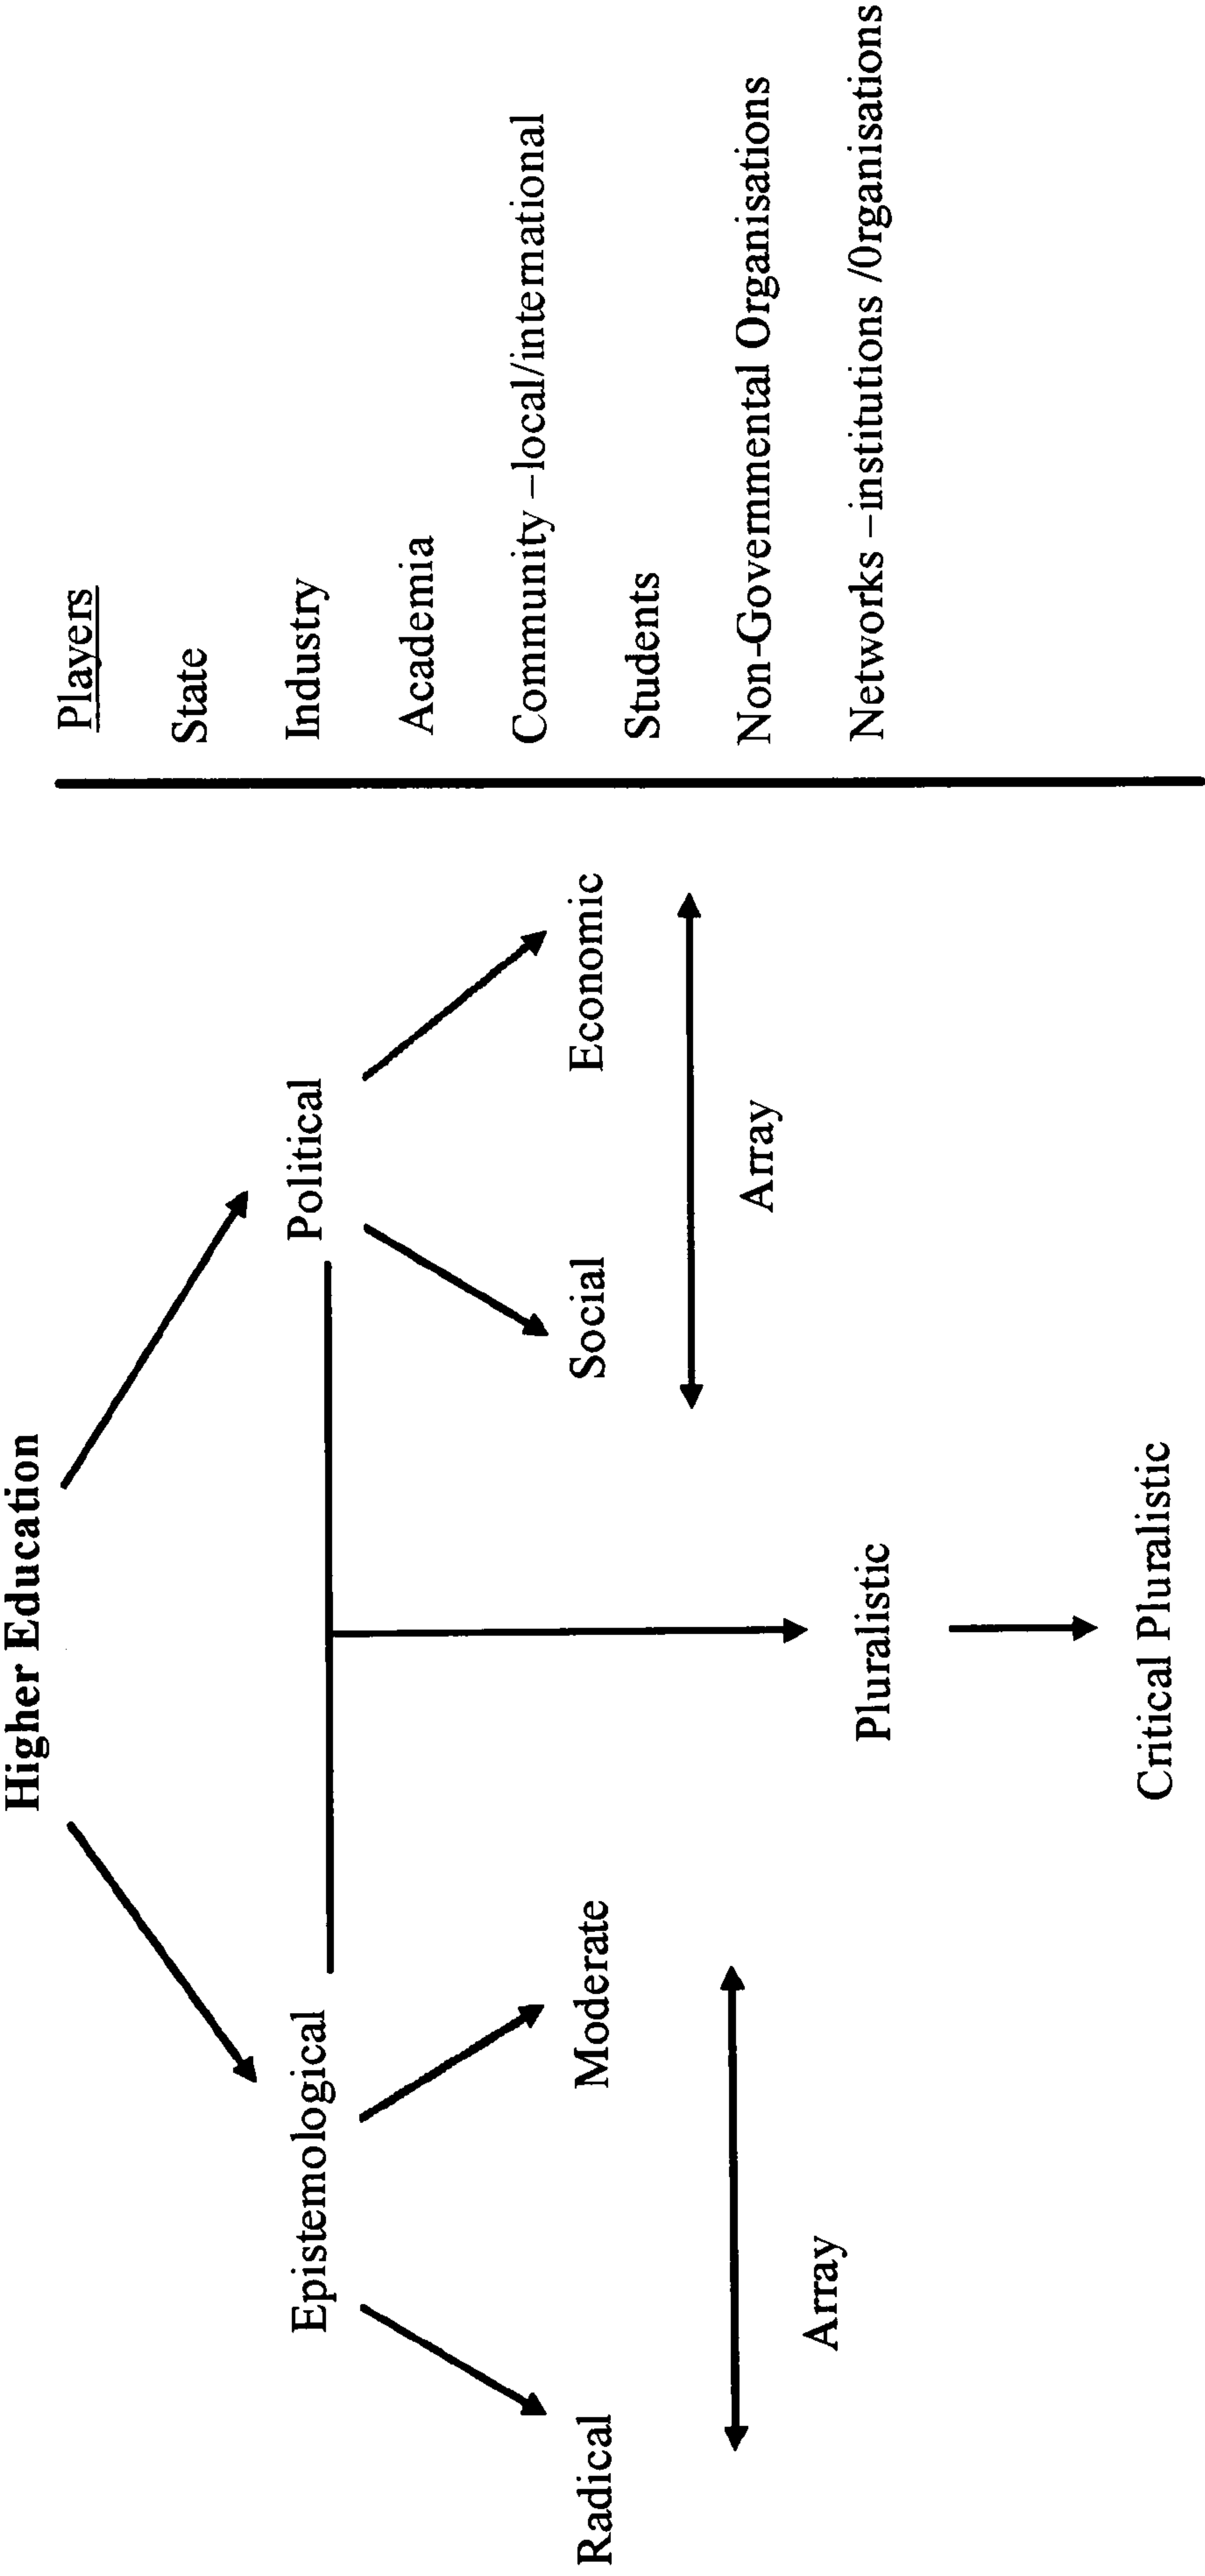 Higher Education
Epistemological
Political
Radical
Moderate
Social
Economic
Array
Array
Pluralistic
Critical Pluralistic
Players
State
Industry
Academia
Community –local/international
Students
Non-Governmental Organisations
Networks –institutions /0rganisations